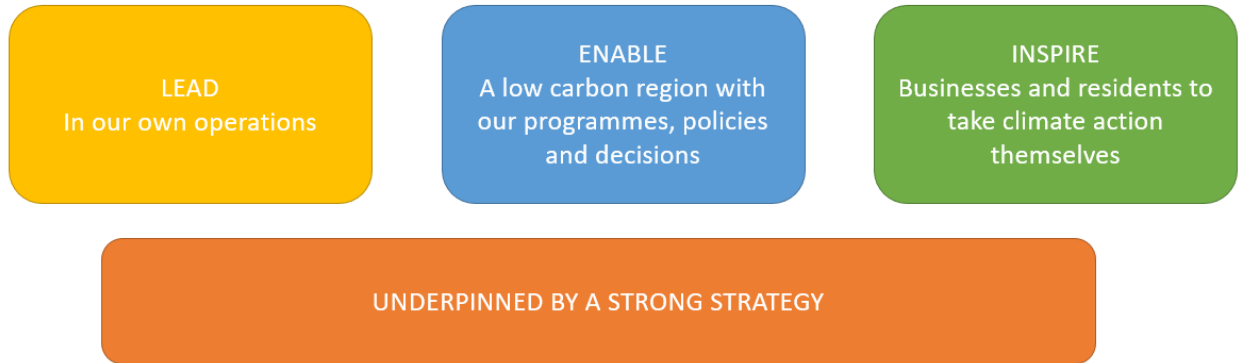 LEAD
In our own operations
ENABLE
A low carbon region with
our programmes, policies
and decisions
INSPIRE
Businesses and residents to
take climate action
themselves
UNDERPINNED BY A STRONG STRATEGY